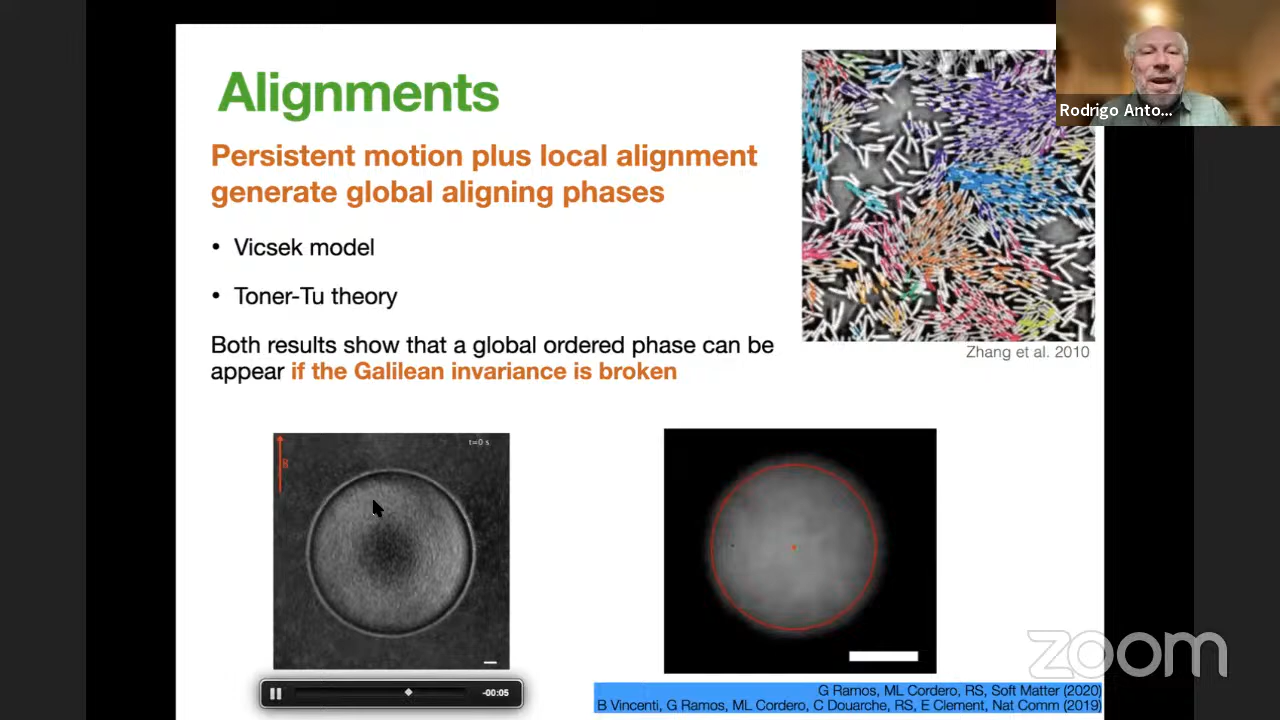 Alignments
Rodrigo Anto...
Persistent motion plus local alignment
generate global aligning phases
• Vicsek model
• Toner-Tu theory
Both results show that a global ordered phase can be
appear if the Galilean invariance is broken
Zhang et al. 2010
B
t=0 s
-00:05
G Ramos, ML Cordero, RS, Soft Matter (2020)
B Vincenti, G Ramos, ML Cordero, C Douarche, RS, E Clement, Nat Comm (2019)
zoom